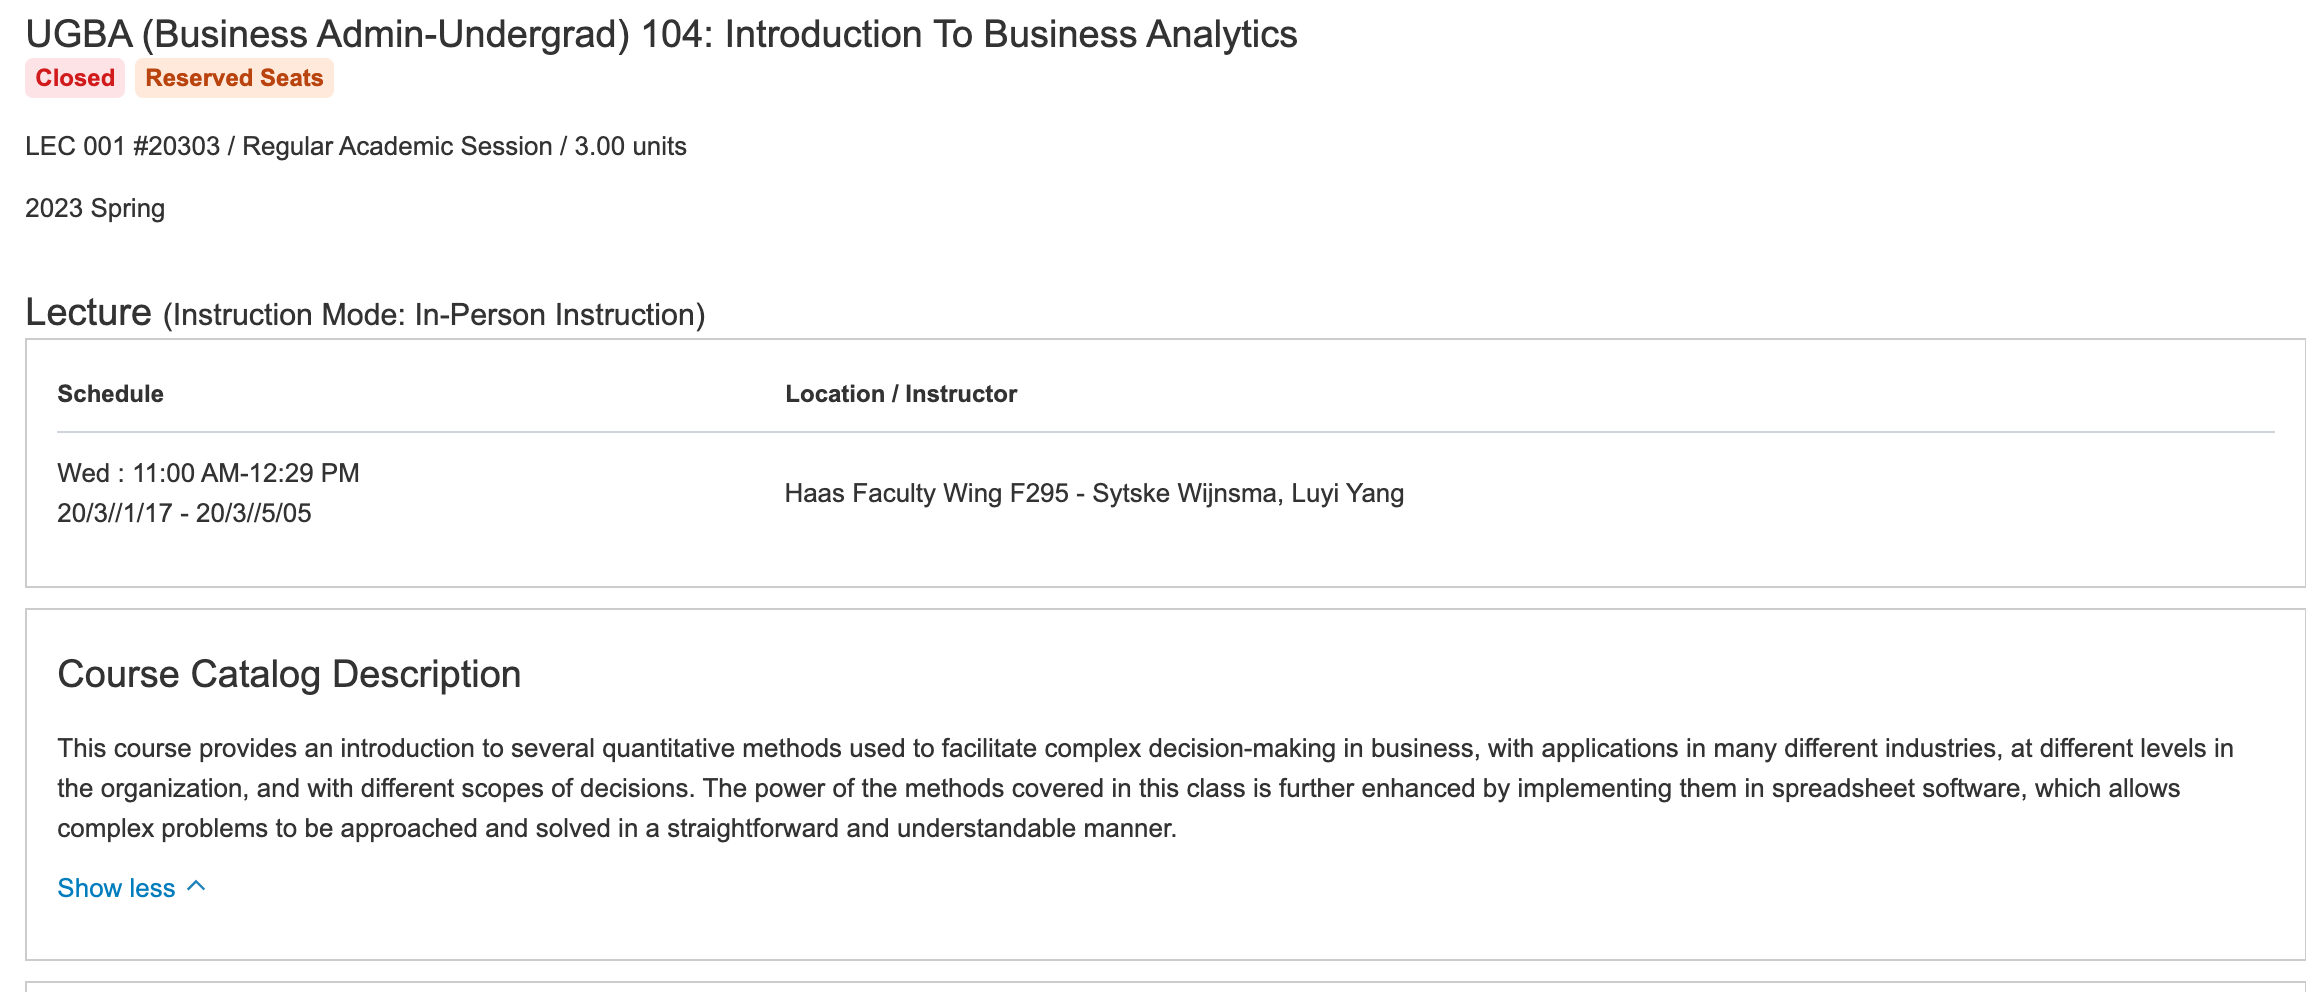 UGBA (Business Admin-Undergrad) 104: Introduction To Business Analytics
Closed Reserved Seats
LEC 001 #20303 / Regular Academic Session / 3.00 units
2023 Spring
Lecture (Instruction Mode: In-Person Instruction)
Schedule Location / Instructor
Wed : 11:00 AM-12:29 PM
20/3//1/17 - 20/3//5/05
Haas Faculty Wing F295 - Sytske Wijnsma, Luyi Yang
Course Catalog Description
This course provides an introduction to several quantitative methods used to facilitate complex decision-making in business, with applications in many different industries, at different levels in
the organization, and with different scopes of decisions. The power of the methods covered in this class is further enhanced by implementing them in spreadsheet software, which allows
complex problems to be approached and solved in a straightforward and understandable manner.
Show less